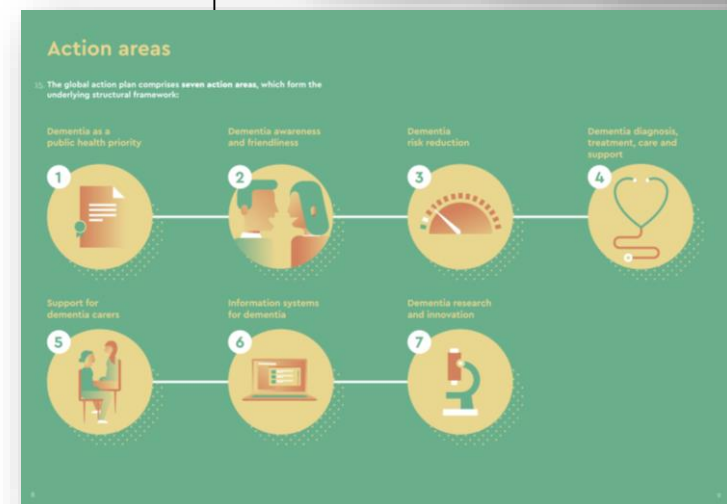 Action areas
The global action plan comprises seven action areas, which form the
underlying structural framework:
Dementia as a
public health priority
Dementia awareness
and friendliness
Dementia
risk reduction
Dementia diagnosis,
treatment, care and
support
1
2
3
4
Support for
dementia carers
Information systems
for dementia
Dementia research
and innovation
5
6
7